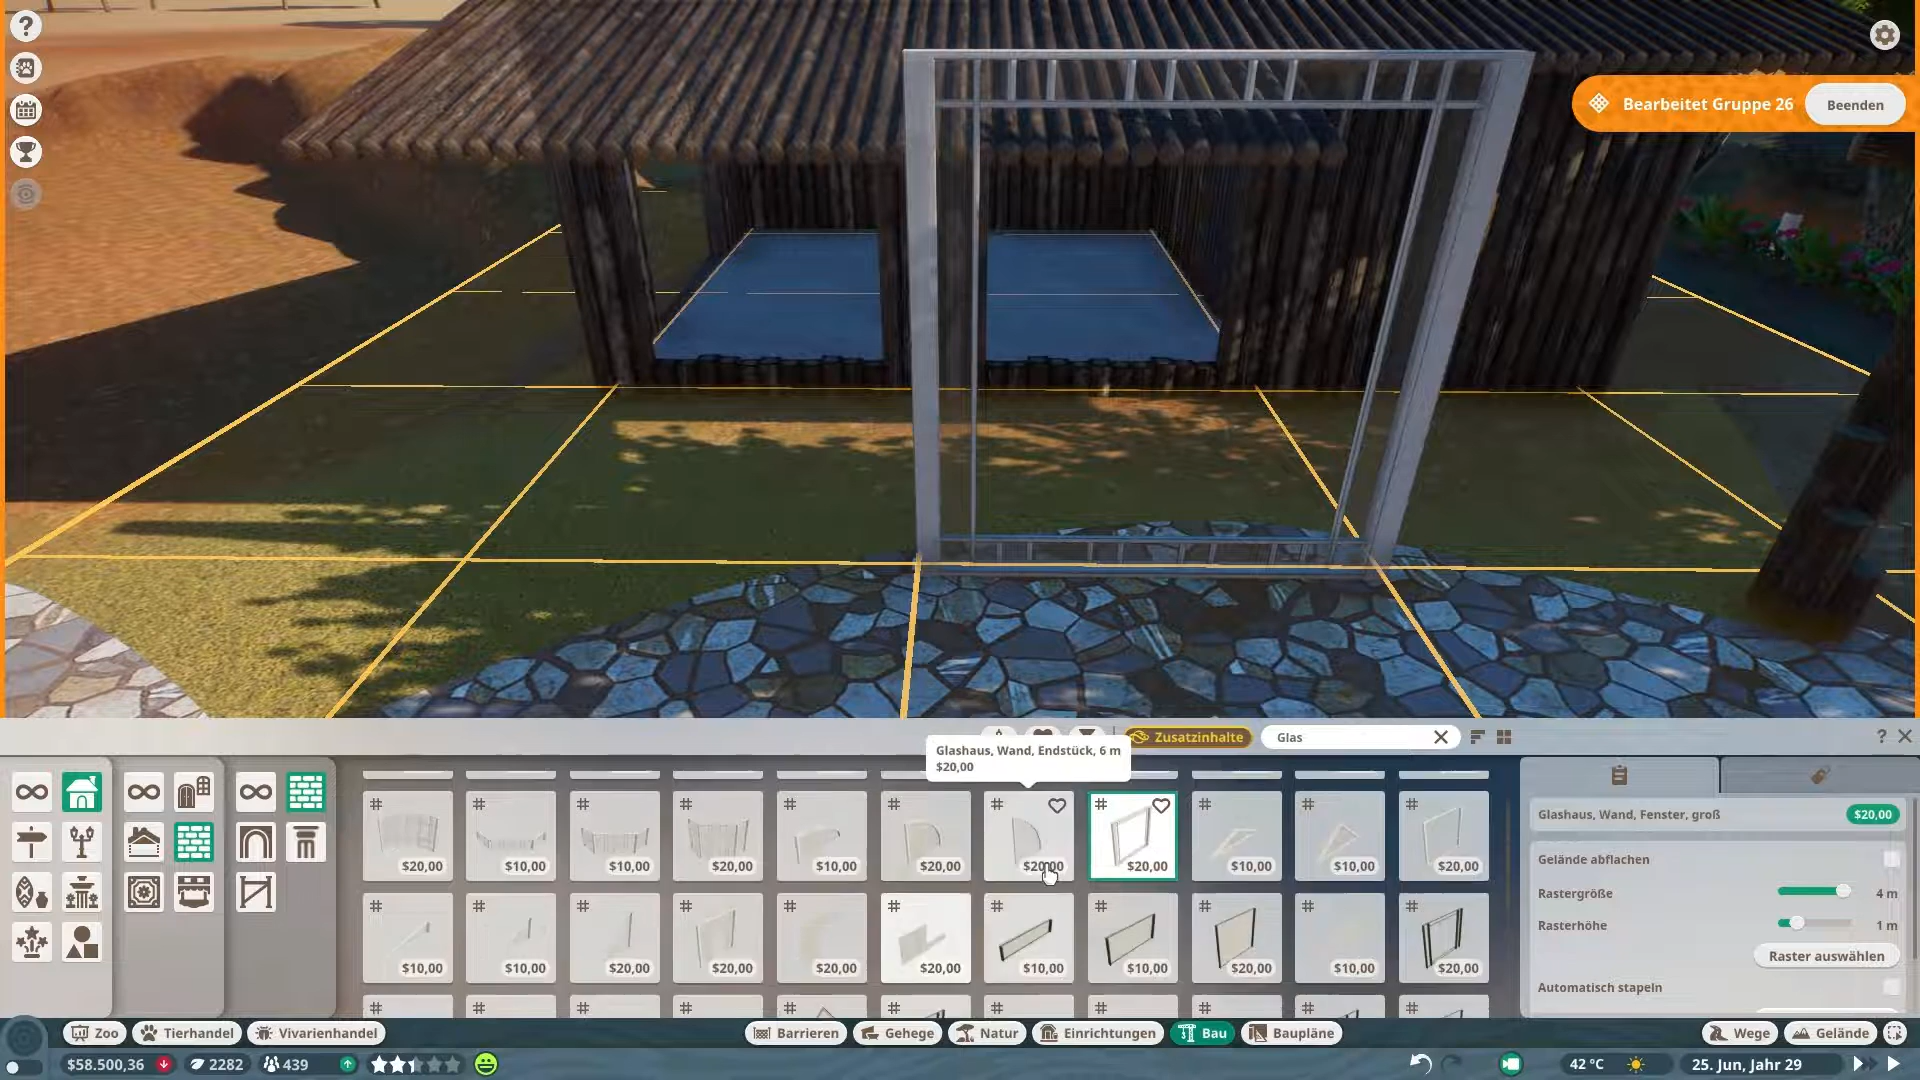 Bearbeitet Gruppe 26
Beenden
Zusatzinhalte
Glas
Glashaus, Wand, Endstück, 6 m
$20,00
$20,00
$10,00
$10,00
$20,00
$10,00
$20,00
$20,00
$20,00
$10,00
$10,00
$20,00
$10,00
$10,00
$20,00
$20,00
$20,00
$20,00
$10,00
$10,00
$20,00
$10,00
$20,00
Glashaus, Wand, Fenster, groß
$20,00
Gelände abflachen
Rastergröße
4 m
Rasterhöhe
1 m
Raster auswählen
Automatisch stapeln
Zoo
Tierhandel
Vivarienhandel
Barrieren
Gehege
Natur
Einrichtungen
Bau
Baupläne
Wege
Gelände
$58.500,36
2282
439
42 °C
25. Jun, Jahr 29